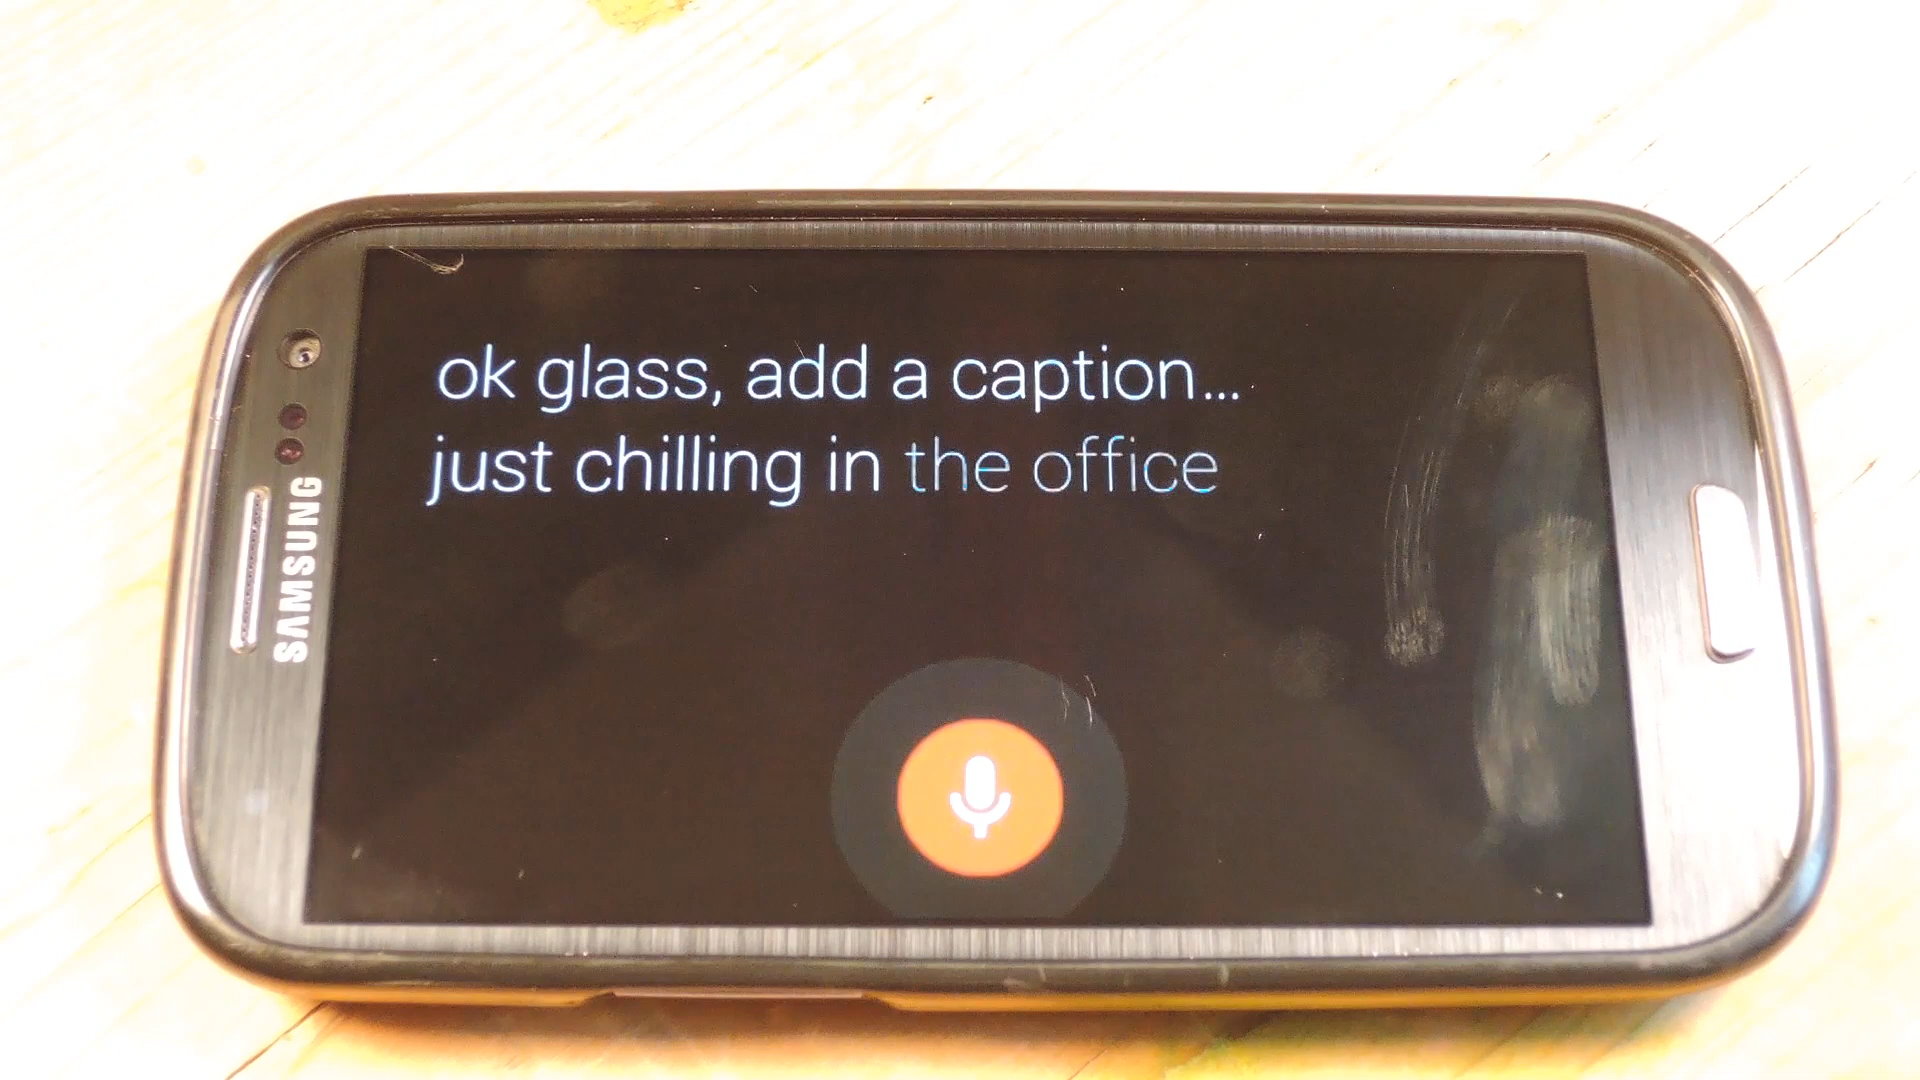 ok glass, add a caption...
just chilling in the office
SAMSUNG